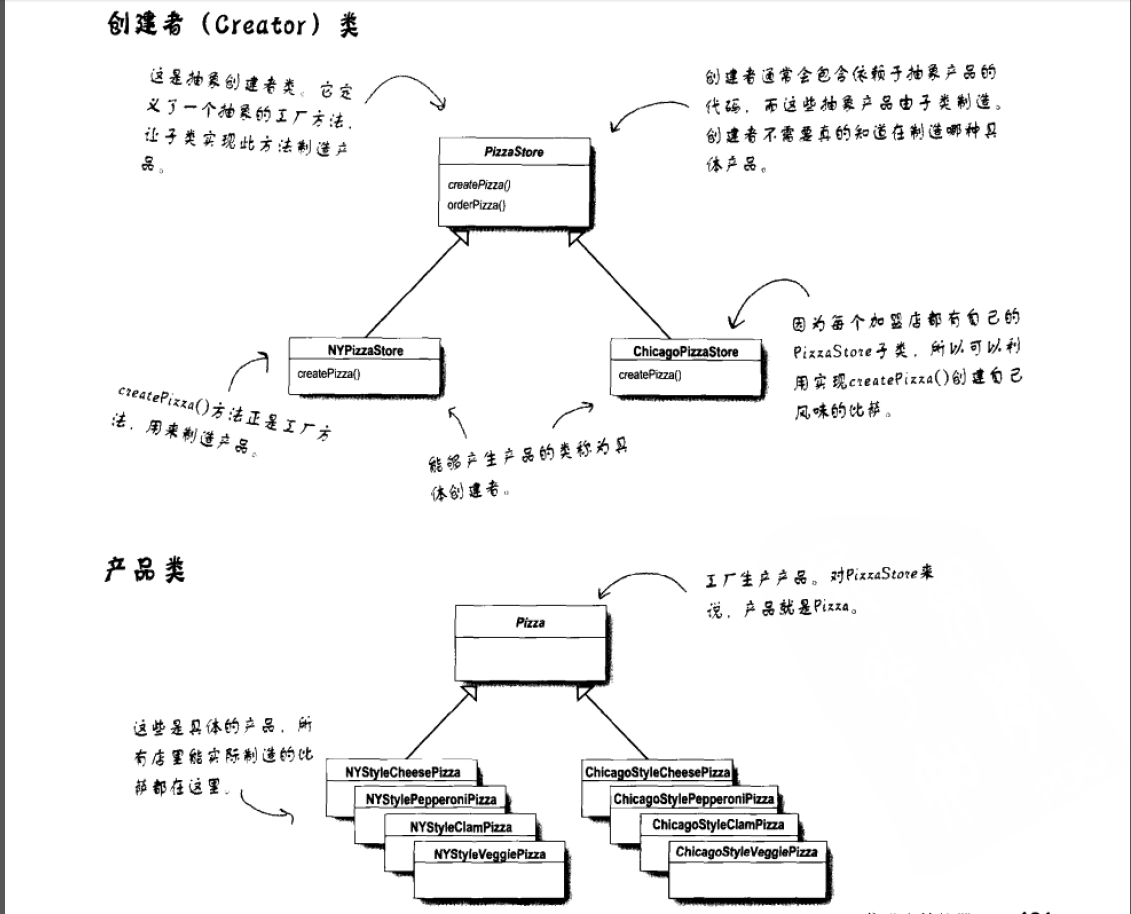 创建者（Creator）类
这是抽象创建者类。它定
义了一个抽象的工厂方法，
让子类实现此方法制造产
品。
创建者通常会包含依赖于抽象产品的
代码，而这些抽象产品由子类制造。
创建者不需要真的知道在制造哪种具
体产品。
PizzaStore
createPizza()
orderPizza()
NYPizzaStore
createPizza()
ChicagoPizzaStore
createPizza()
因为每个加盟店都有自己的
PizzaStore子类，所以可以利
用实现createPizza()创建自己
风味的比萨。
createPizza()方法正是工厂方
法，用来制造产品。
能够产生产品的类称为具
体创建者。
产品类
工厂生产产品。对PizzaStore来
说，产品就是Pizza。
Pizza
这些是具体的产品，所
有店里能实际制造的比
萨都在这里。
NYStyleCheesePizza
NYStylePepperoniPizza
NYStyleClamPizza
NYStyleVeggiePizza
ChicagoStyleCheesePizza
ChicagoStylePepperoniPizza
ChicagoStyleClamPizza
ChicagoStyleVeggiePizza